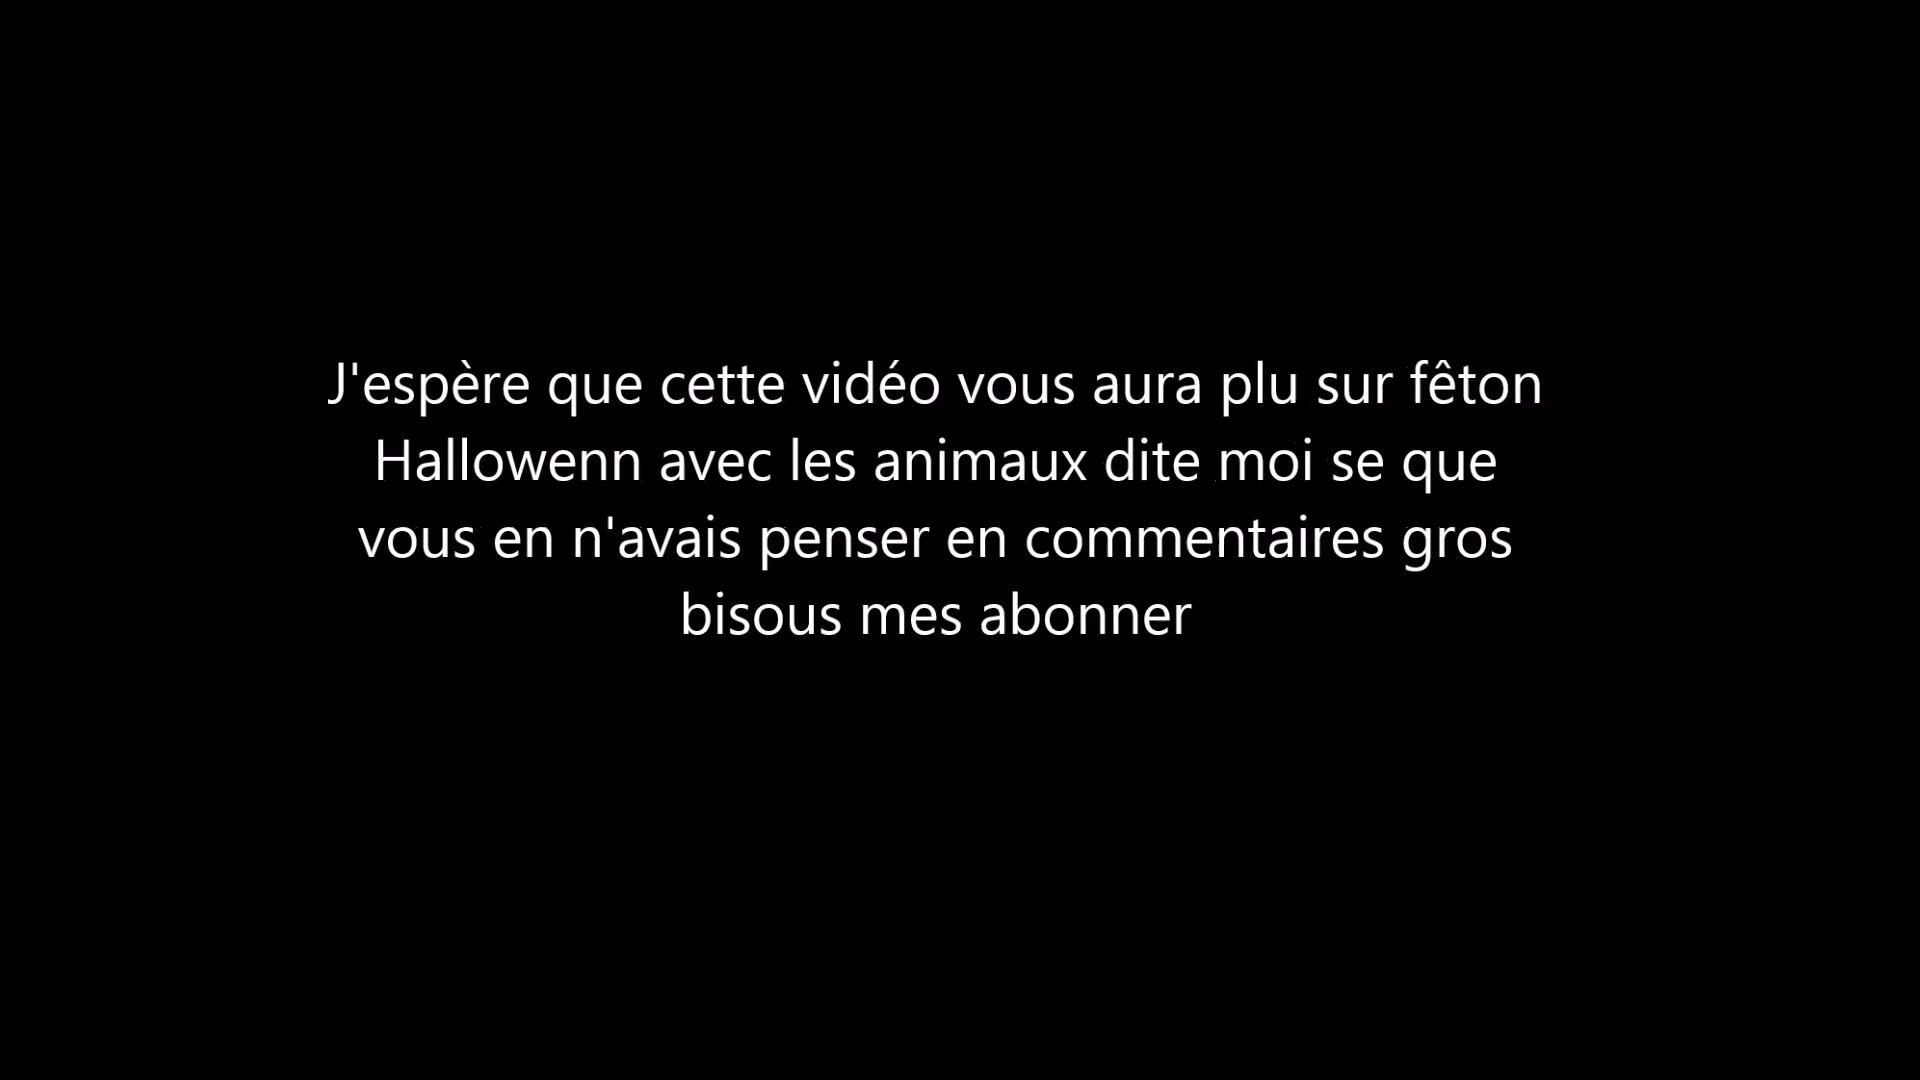 J'espère que cette vidéo vous aura plu sur fêton
Hallowenn avec les animaux dite moi se que
vous en n'avais penser en commentaires gros
bisous mes abonner